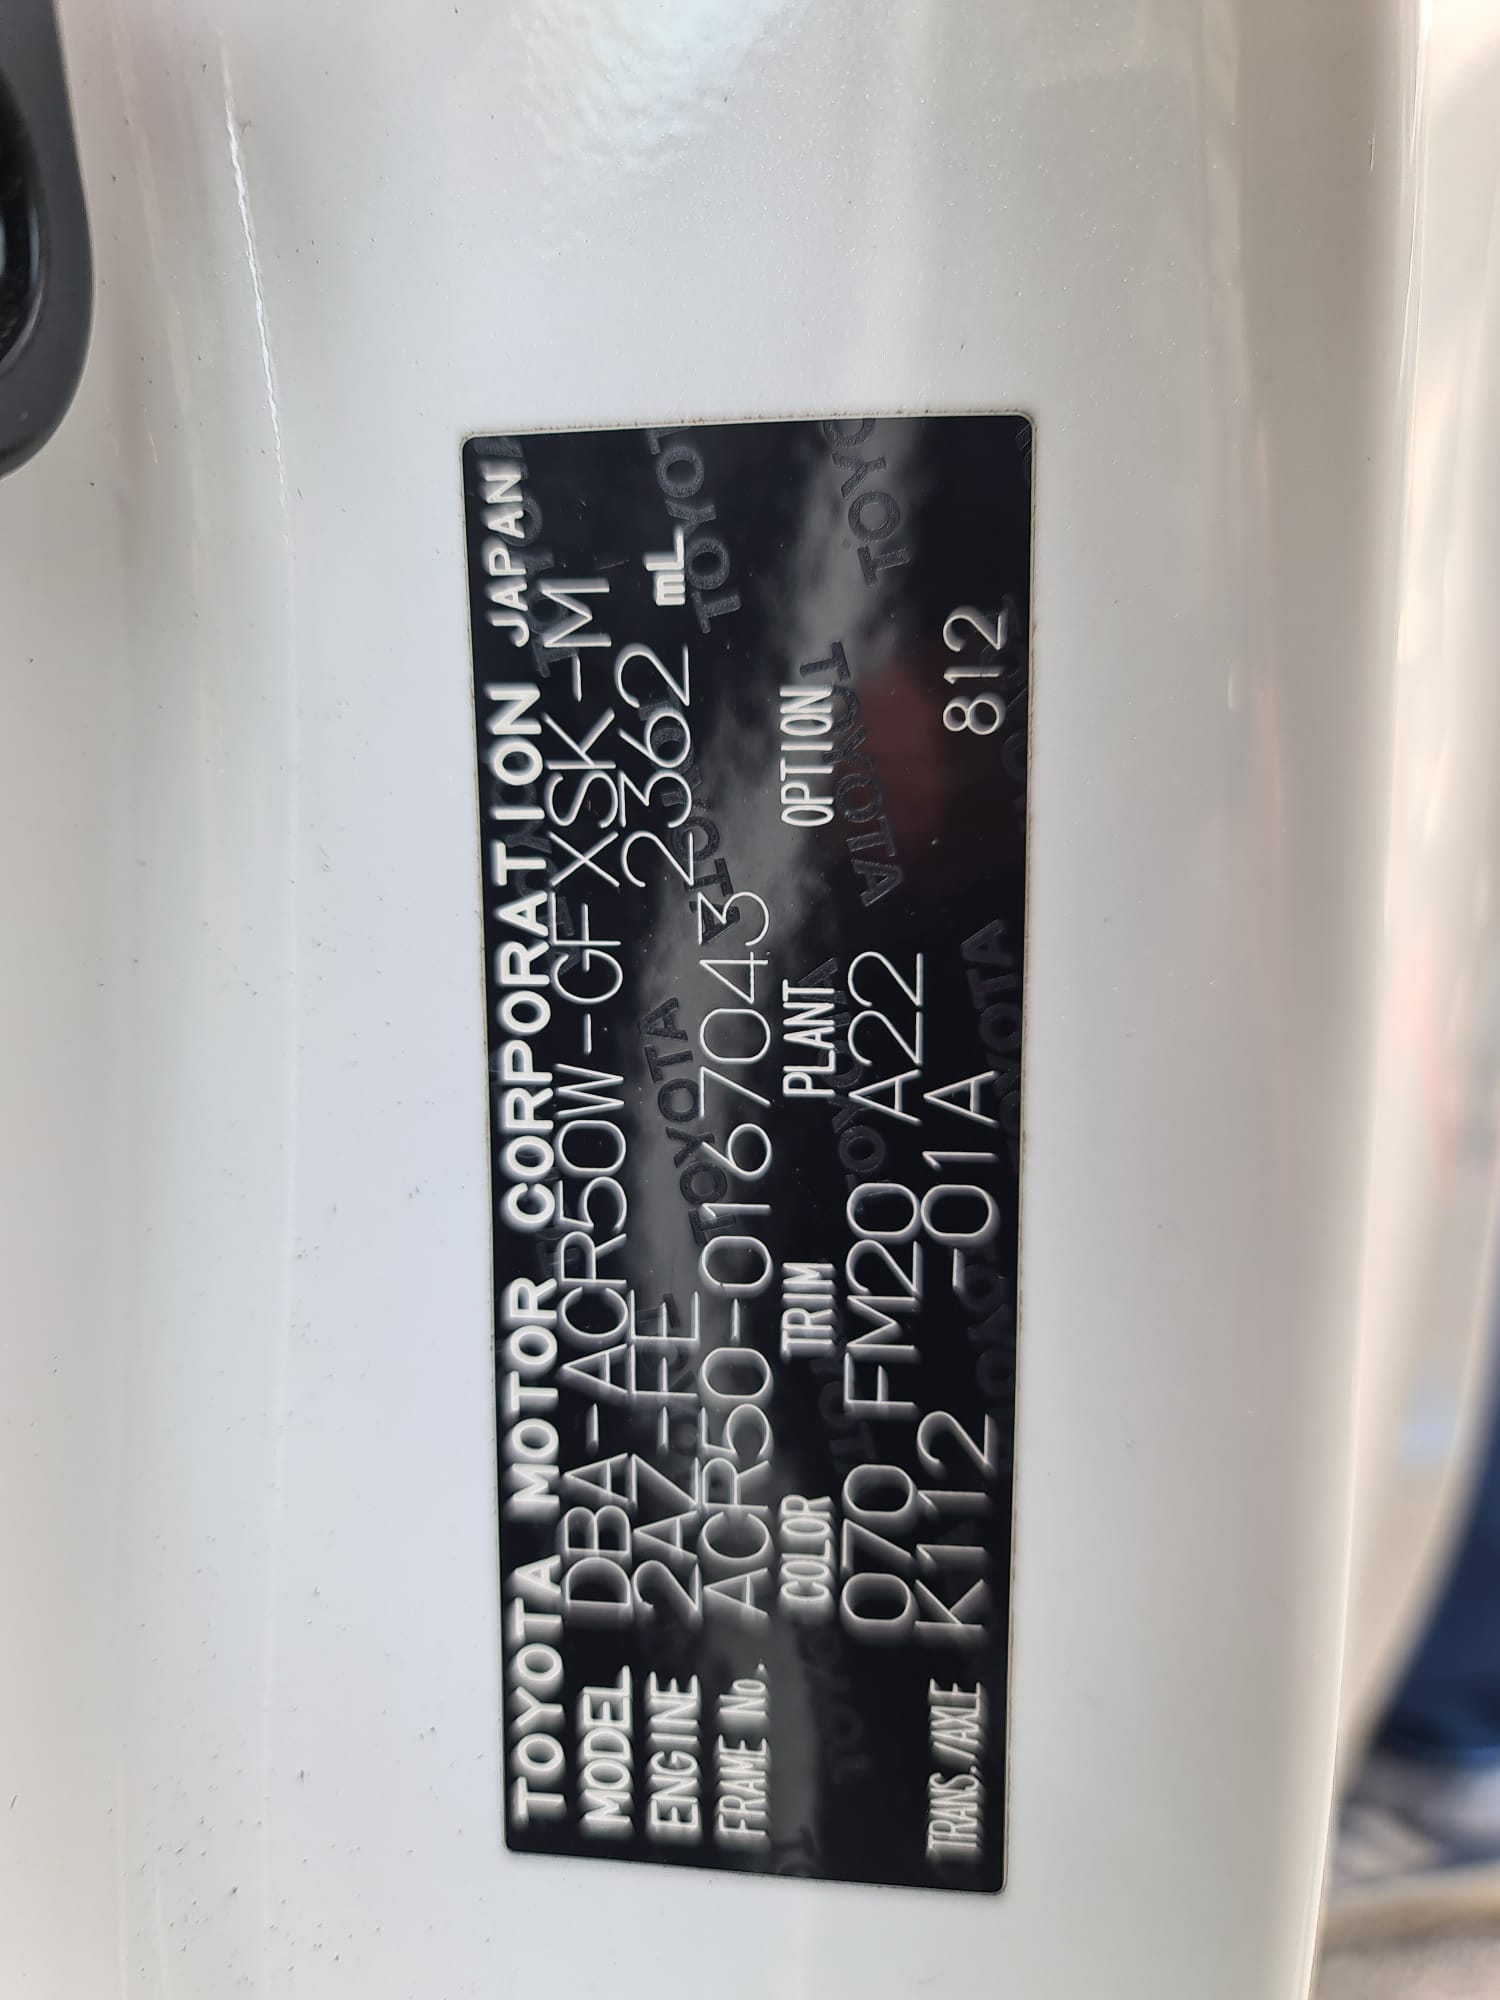 TOYOTA MOTOR CORPORATION JAPAN
MODEL DBA-ACR50W-GFXSK-M
ENGINE 2AZ-FE 2362 mL
FRAME No. ACR50-0167043
COLOR TRIM PLANT OPTION
070 FM20 A22
TRANS./AXLE K112 -01A 812